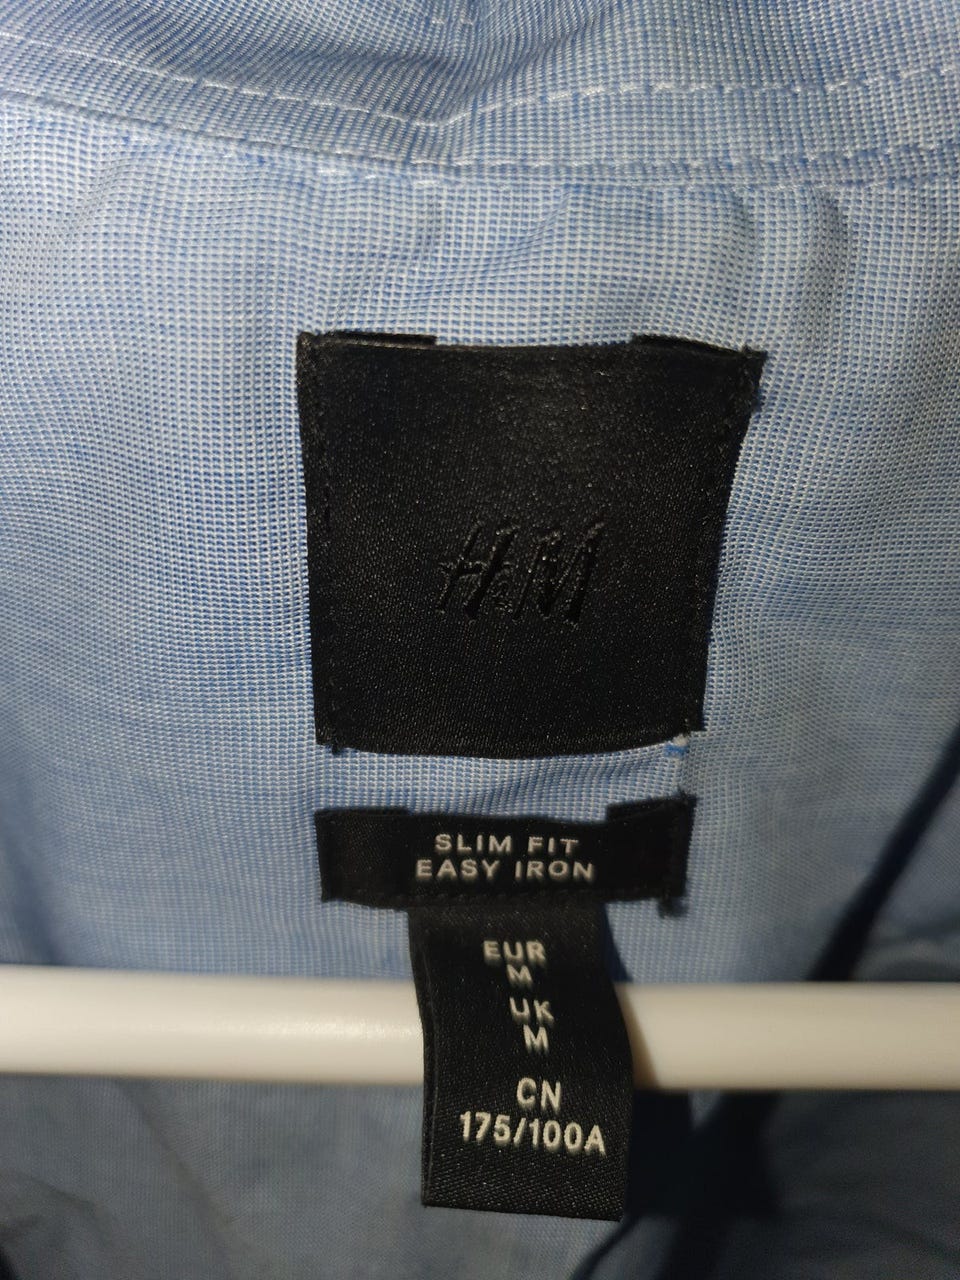 H&M
SLIM FIT
EASY IRON
EUR
M
UK
M
CN
175/100A